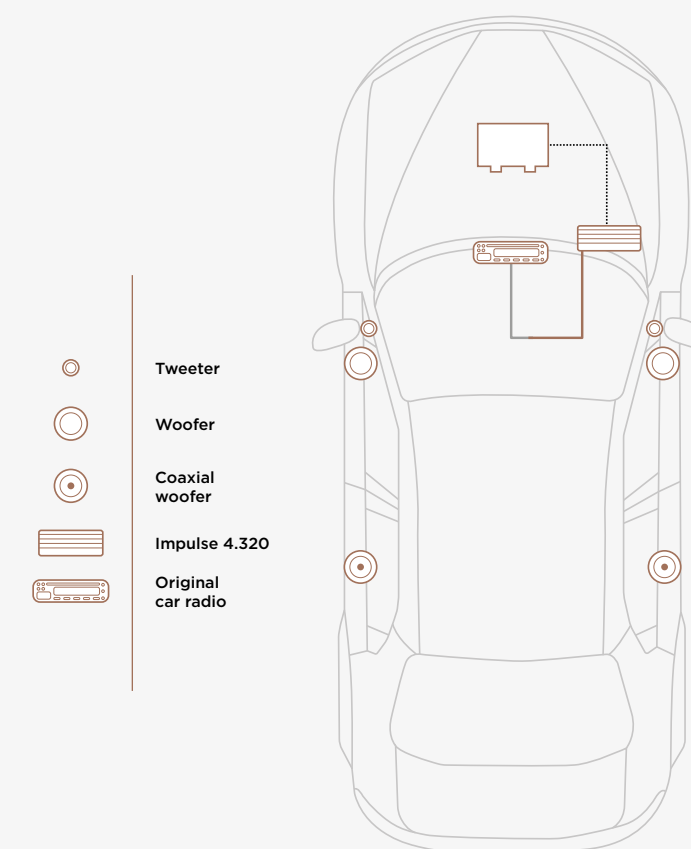 Tweeter
Woofer
Coaxial
woofer
Impulse 4.320
Original
car radio